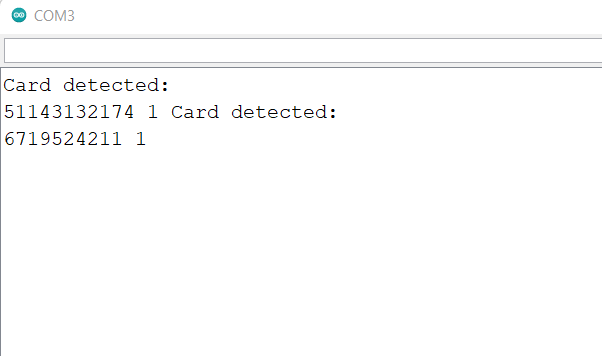 COM3
Card detected:
51143132174 1 Card detected:
6719524211 1